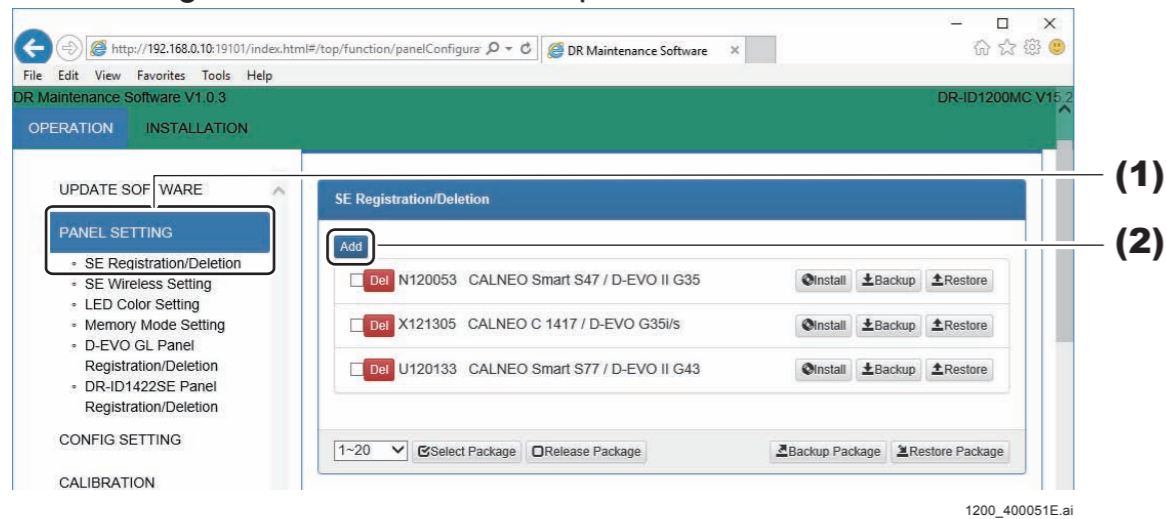 http://192.168.0.10:19101/index.html#/top/function/panelConfigura
DR Maintenance Software
File Edit View Favorites Tools Help
DR Maintenance Software V1.0.3
DR-ID1200MC V15.2
OPERATION INSTALLATION
UPDATE SOF WARE
(1)
PANEL SETTING
SE Registration/Deletion
SE Wireless Setting
LED Color Setting
Memory Mode Setting
D-EVO GL Panel
Registration/Deletion
DR-ID1422SE Panel
Registration/Deletion
CONFIG SETTING
CALIBRATION
SE Registration/Deletion
Add
(2)
Del N120053 CALNEO Smart S47 / D-EVO II G35 Install Backup Restore
Del X121305 CALNEO C 1417 / D-EVO G35i/s Install Backup Restore
Del U120133 CALNEO Smart S77 / D-EVO II G43 Install Backup Restore
1~20 Select Package Release Package Backup Package Restore Package
1200_400051E.ai